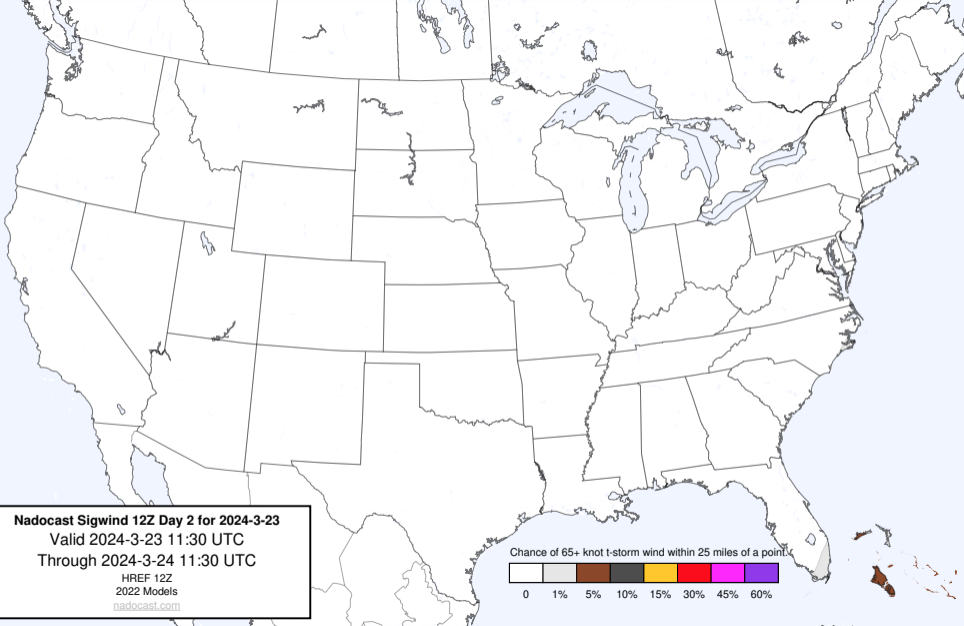 Nadocast Sigwind 12Z Day 2 for 2024-3-23
Valid 2024-3-23 11:30 UTC
Through 2024-3-24 11:30 UTC
HREF 12Z
2022 Models
nadocast.com
Chance of 65+ knot t-storm wind within 25 miles of a point.
0 1% 5% 10% 15% 30% 45% 60%